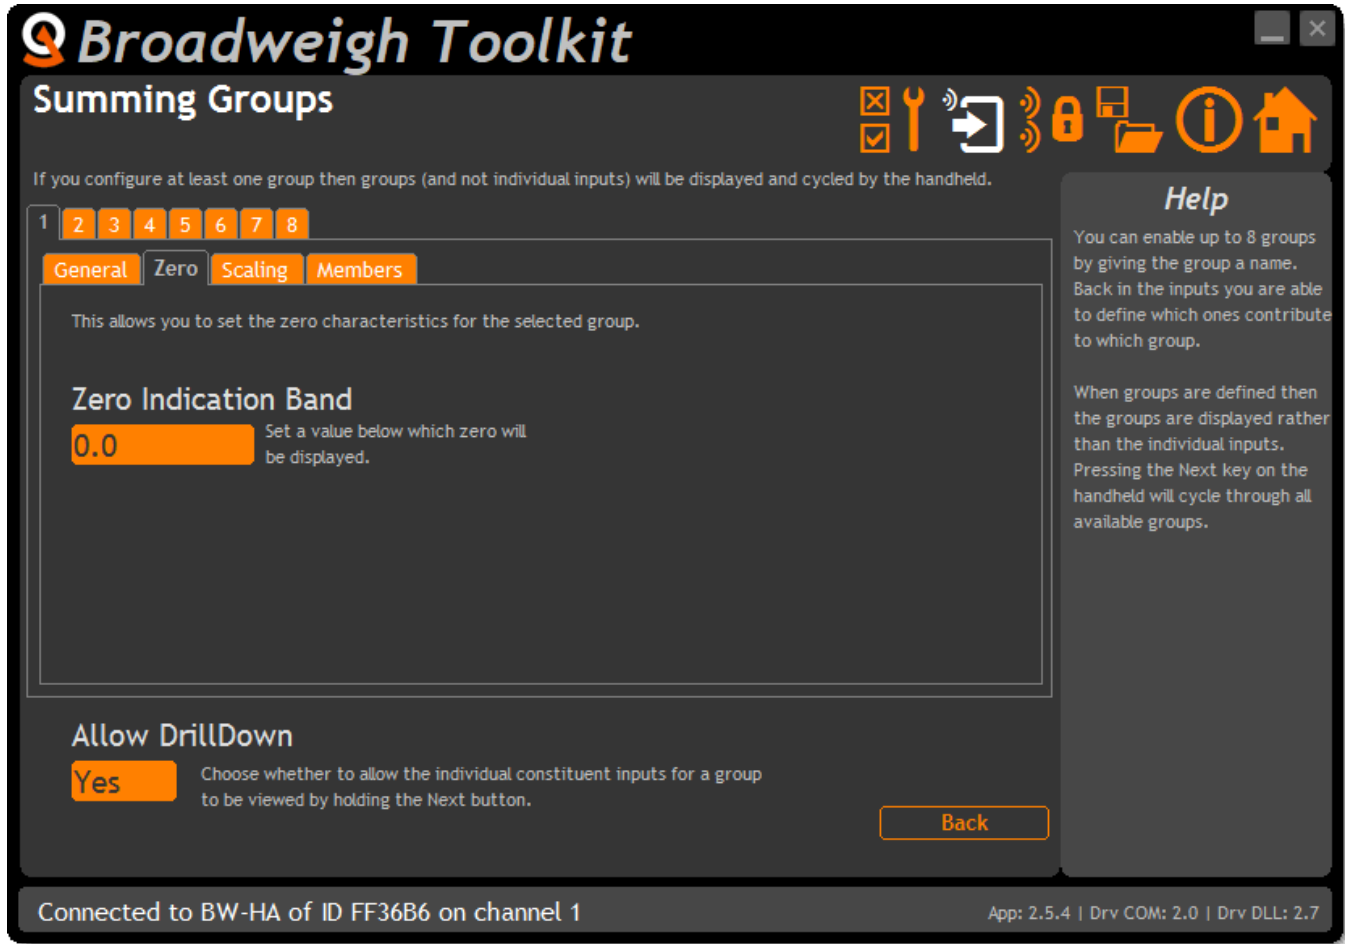 Broadweigh Toolkit
Summing Groups
If you configure at least one group then groups (and not individual inputs) will be displayed and cycled by the handheld.
1 2 3 4 5 6 7 8
General Zero Scaling Members
This allows you to set the zero characteristics for the selected group.
Zero Indication Band
0.0
Set a value below which zero will
be displayed.
Allow DrillDown
Yes
Choose whether to allow the individual constituent inputs for a group
to be viewed by holding the Next button.
Back
Help
You can enable up to 8 groups
by giving the group a name.
Back in the inputs you are able
to define which ones contribute
to which group.
When groups are defined then
the groups are displayed rather
than the individual inputs.
Pressing the Next key on the
handheld will cycle through all
available groups.
Connected to BW-HA of ID FF36B6 on channel 1
App: 2.5.4 | Drv COM: 2.0 | Drv DLL: 2.7